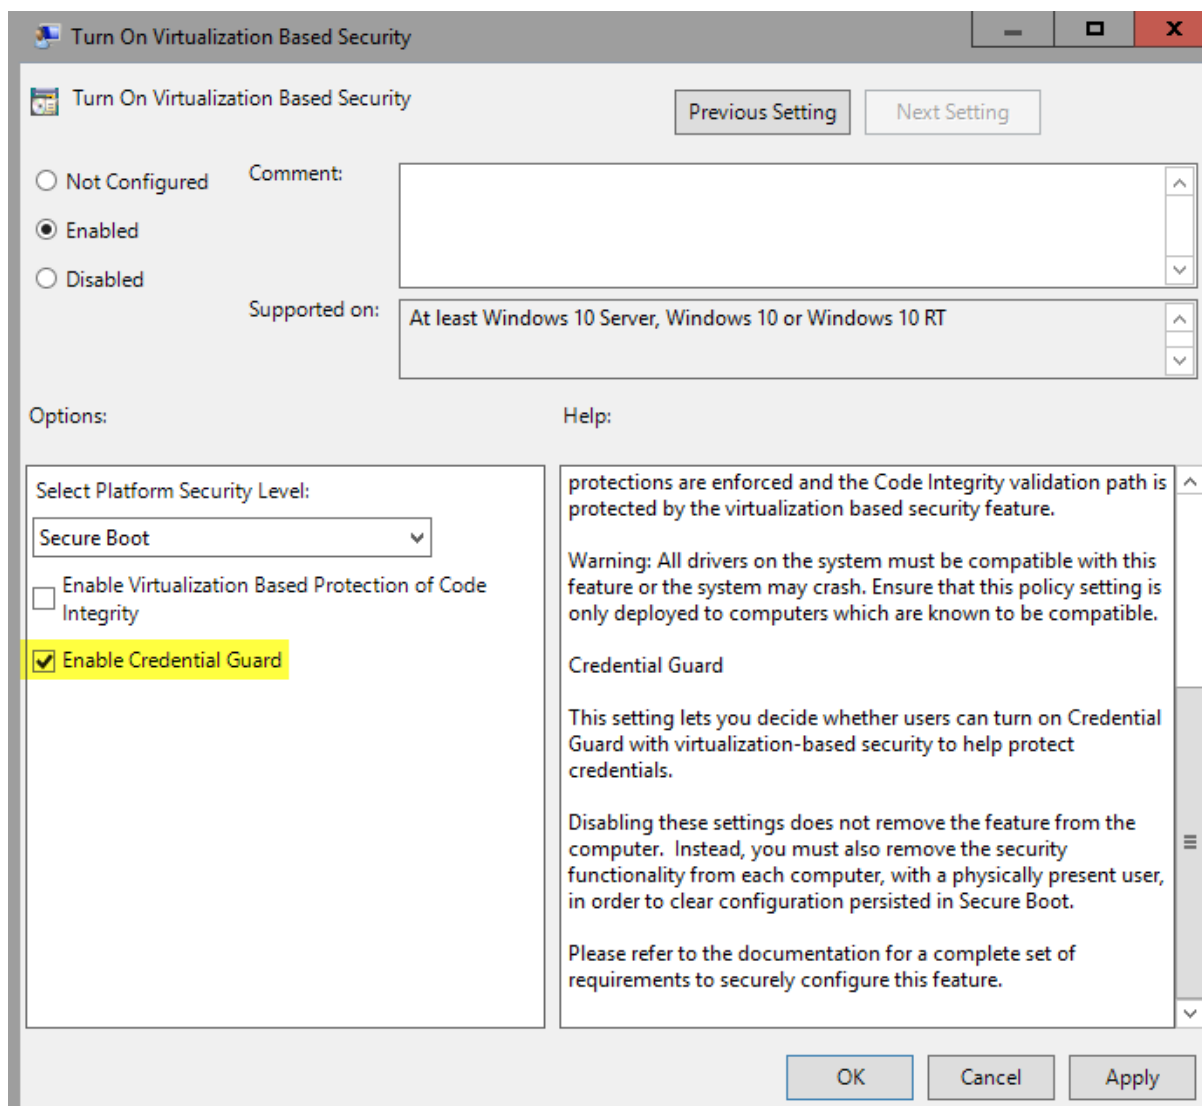 Turn On Virtualization Based Security
Turn On Virtualization Based Security
Previous Setting
Next Setting
Not Configured
Comment:
Enabled
Disabled
Supported on:
At least Windows 10 Server, Windows 10 or Windows 10 RT
Options:
Help:
Select Platform Security Level:
Secure Boot
Enable Virtualization Based Protection of Code
Integrity
Enable Credential Guard
protections are enforced and the Code Integrity validation path is
protected by the virtualization based security feature.
Warning: All drivers on the system must be compatible with this
feature or the system may crash. Ensure that this policy setting is
only deployed to computers which are known to be compatible.
Credential Guard
This setting lets you decide whether users can turn on Credential
Guard with virtualization-based security to help protect
credentials.
Disabling these settings does not remove the feature from the
computer.  Instead, you must also remove the security
functionality from each computer, with a physically present user,
in order to clear configuration persisted in Secure Boot.
Please refer to the documentation for a complete set of
requirements to securely configure this feature.
OK
Cancel
Apply